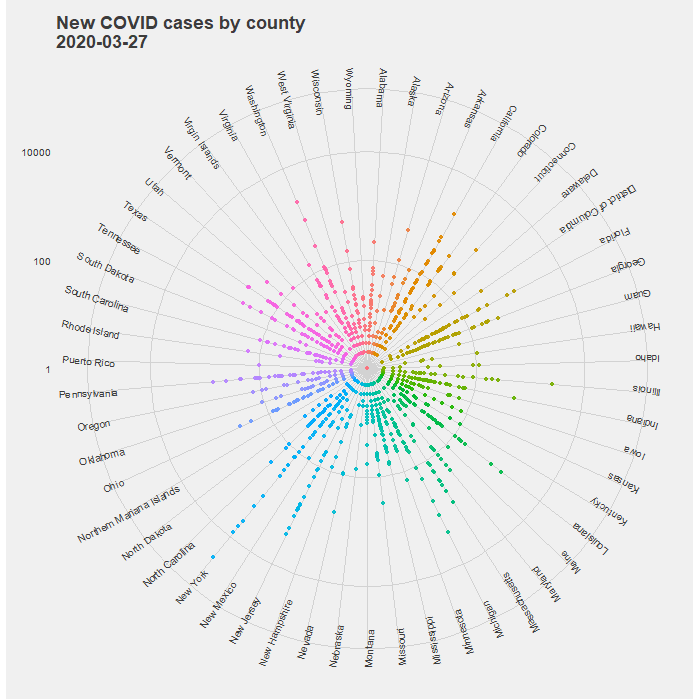 New COVID cases by county
2020-03-27
10000
100
1
Alabama
Alaska
Arizona
Arkansas
California
Colorado
Connecticut
Delaware
District of Columbia
Florida
Georgia
Guam
Hawaii
Idaho
Illinois
Indiana
Iowa
Kansas
Kentucky
Louisiana
Maine
Maryland
Massachusetts
Michigan
Minnesota
Mississippi
Missouri
Montana
Nebraska
Nevada
New Hampshire
New Jersey
New Mexico
New York
North Carolina
North Dakota
Northern Mariana Islands
Ohio
Oklahoma
Oregon
Pennsylvania
Puerto Rico
Rhode Island
South Carolina
South Dakota
Tennessee
Texas
Utah
Vermont
Virgin Islands
Virginia
Washington
West Virginia
Wisconsin
Wyoming